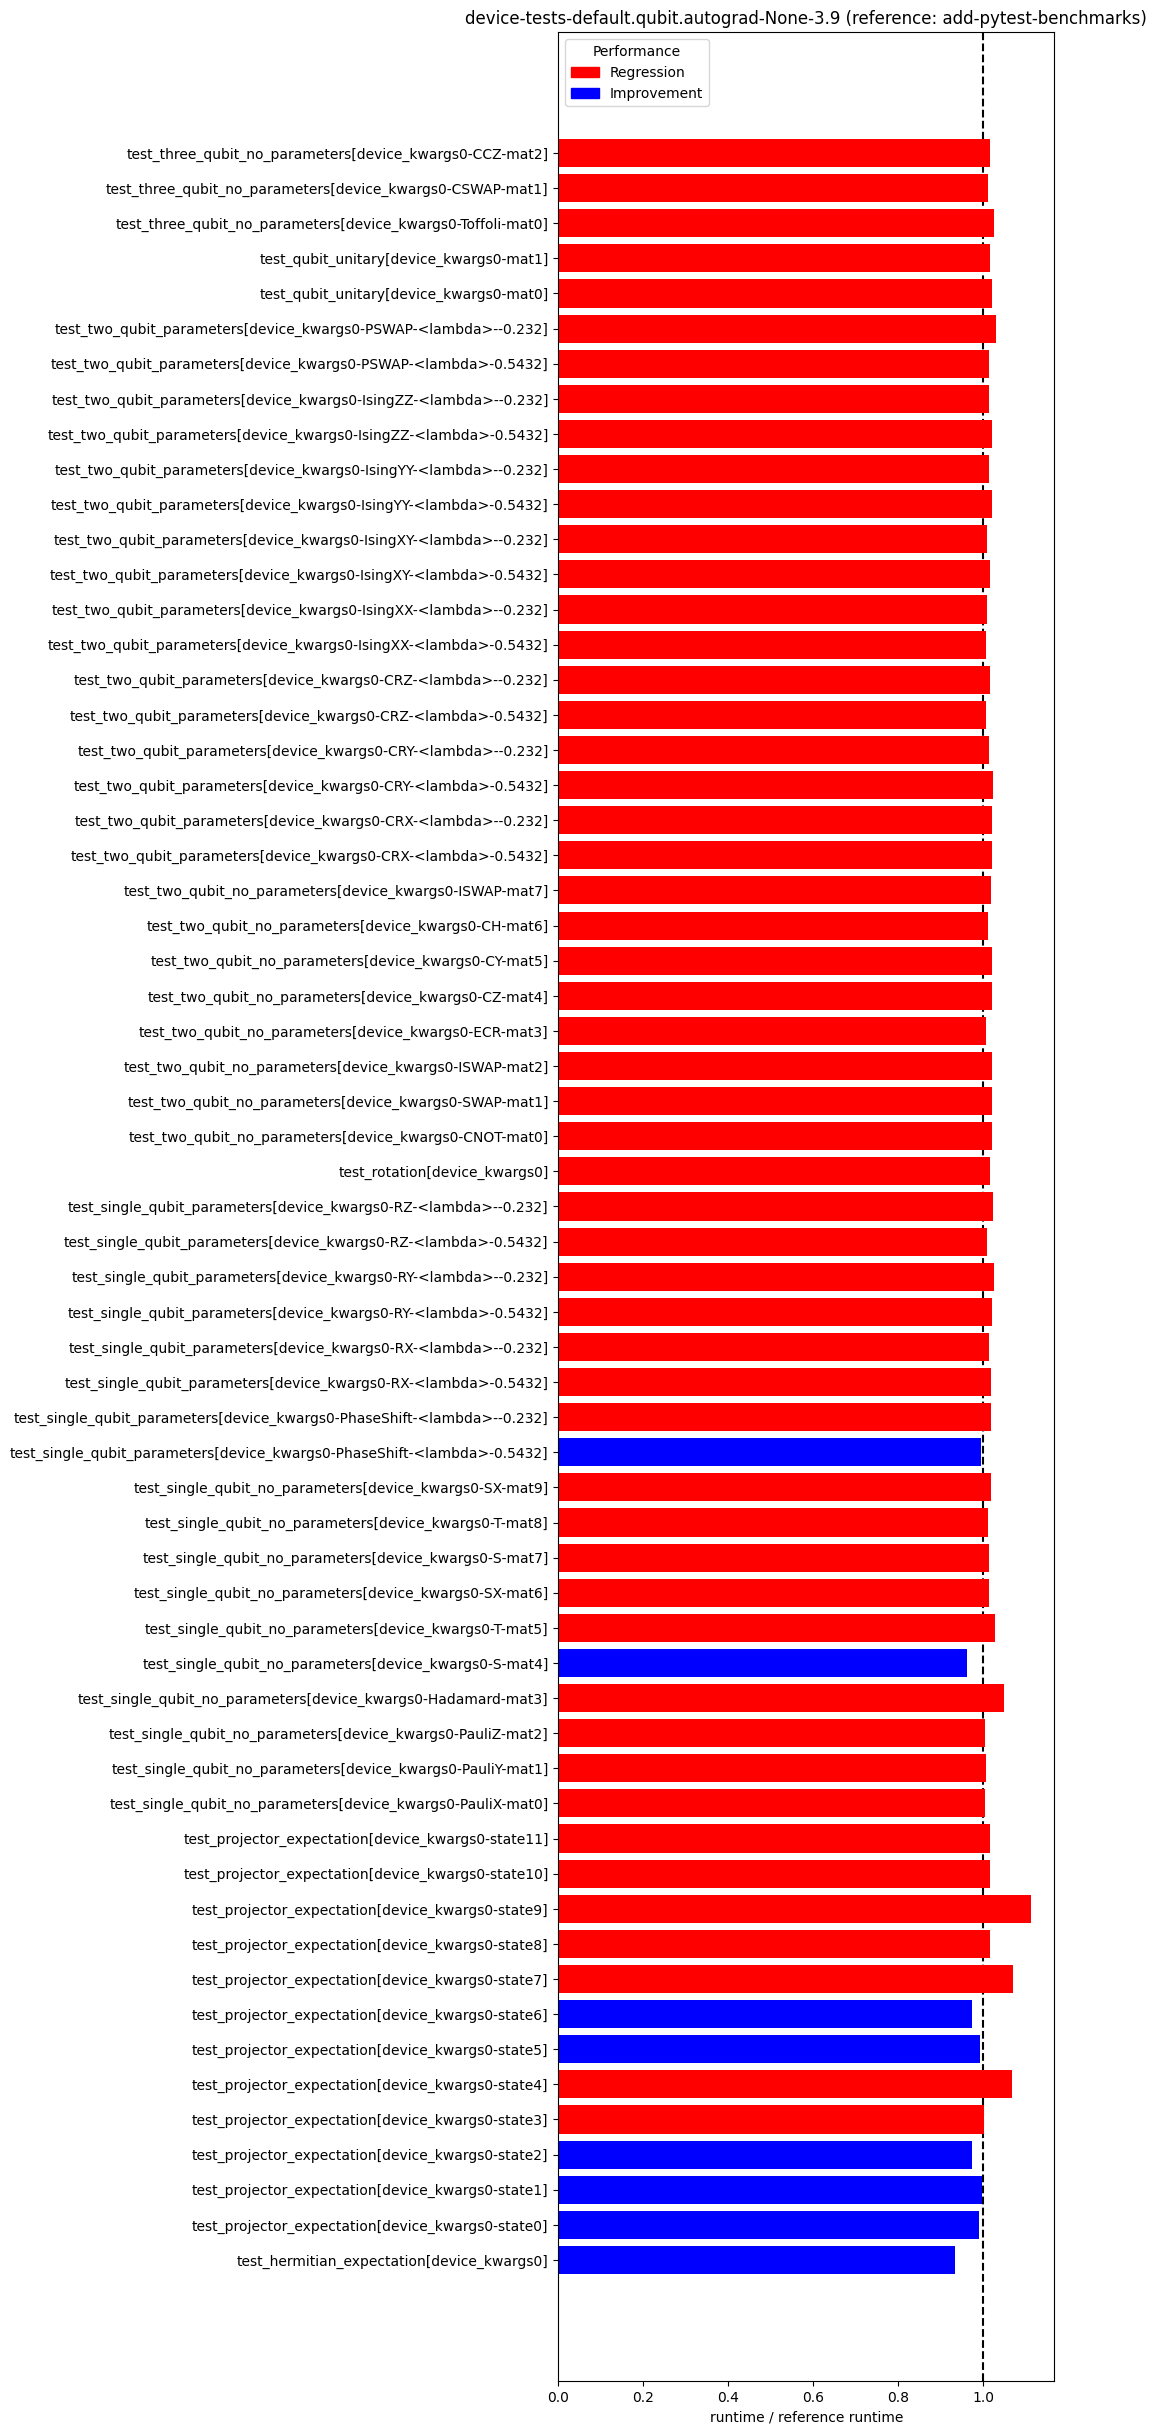 device-tests-default.qubit.autograd-None-3.9 (reference: add-pytest-benchmarks)
Performance
Regression
Improvement
test_three_qubit_no_parameters[device_kwargs0-CCZ-mat2]
test_three_qubit_no_parameters[device_kwargs0-CSWAP-mat1]
test_three_qubit_no_parameters[device_kwargs0-Toffoli-mat0]
test_qubit_unitary[device_kwargs0-mat1]
test_qubit_unitary[device_kwargs0-mat0]
test_two_qubit_parameters[device_kwargs0-PSWAP-<lambda>--0.232]
test_two_qubit_parameters[device_kwargs0-PSWAP-<lambda>-0.5432]
test_two_qubit_parameters[device_kwargs0-IsingZZ-<lambda>--0.232]
test_two_qubit_parameters[device_kwargs0-IsingZZ-<lambda>-0.5432]
test_two_qubit_parameters[device_kwargs0-IsingYY-<lambda>--0.232]
test_two_qubit_parameters[device_kwargs0-IsingYY-<lambda>-0.5432]
test_two_qubit_parameters[device_kwargs0-IsingXY-<lambda>--0.232]
test_two_qubit_parameters[device_kwargs0-IsingXY-<lambda>-0.5432]
test_two_qubit_parameters[device_kwargs0-IsingXX-<lambda>--0.232]
test_two_qubit_parameters[device_kwargs0-IsingXX-<lambda>-0.5432]
test_two_qubit_parameters[device_kwargs0-CRZ-<lambda>--0.232]
test_two_qubit_parameters[device_kwargs0-CRZ-<lambda>-0.5432]
test_two_qubit_parameters[device_kwargs0-CRY-<lambda>--0.232]
test_two_qubit_parameters[device_kwargs0-CRY-<lambda>-0.5432]
test_two_qubit_parameters[device_kwargs0-CRX-<lambda>--0.232]
test_two_qubit_parameters[device_kwargs0-CRX-<lambda>-0.5432]
test_two_qubit_no_parameters[device_kwargs0-ISWAP-mat7]
test_two_qubit_no_parameters[device_kwargs0-CH-mat6]
test_two_qubit_no_parameters[device_kwargs0-CY-mat5]
test_two_qubit_no_parameters[device_kwargs0-CZ-mat4]
test_two_qubit_no_parameters[device_kwargs0-ECR-mat3]
test_two_qubit_no_parameters[device_kwargs0-ISWAP-mat2]
test_two_qubit_no_parameters[device_kwargs0-SWAP-mat1]
test_two_qubit_no_parameters[device_kwargs0-CNOT-mat0]
test_rotation[device_kwargs0]
test_single_qubit_parameters[device_kwargs0-RZ-<lambda>--0.232]
test_single_qubit_parameters[device_kwargs0-RZ-<lambda>-0.5432]
test_single_qubit_parameters[device_kwargs0-RY-<lambda>--0.232]
test_single_qubit_parameters[device_kwargs0-RY-<lambda>-0.5432]
test_single_qubit_parameters[device_kwargs0-RX-<lambda>--0.232]
test_single_qubit_parameters[device_kwargs0-RX-<lambda>-0.5432]
test_single_qubit_parameters[device_kwargs0-PhaseShift-<lambda>--0.232]
test_single_qubit_parameters[device_kwargs0-PhaseShift-<lambda>-0.5432]
test_single_qubit_no_parameters[device_kwargs0-SX-mat9]
test_single_qubit_no_parameters[device_kwargs0-T-mat8]
test_single_qubit_no_parameters[device_kwargs0-S-mat7]
test_single_qubit_no_parameters[device_kwargs0-SX-mat6]
test_single_qubit_no_parameters[device_kwargs0-T-mat5]
test_single_qubit_no_parameters[device_kwargs0-S-mat4]
test_single_qubit_no_parameters[device_kwargs0-Hadamard-mat3]
test_single_qubit_no_parameters[device_kwargs0-PauliZ-mat2]
test_single_qubit_no_parameters[device_kwargs0-PauliY-mat1]
test_single_qubit_no_parameters[device_kwargs0-PauliX-mat0]
test_projector_expectation[device_kwargs0-state11]
test_projector_expectation[device_kwargs0-state10]
test_projector_expectation[device_kwargs0-state9]
test_projector_expectation[device_kwargs0-state8]
test_projector_expectation[device_kwargs0-state7]
test_projector_expectation[device_kwargs0-state6]
test_projector_expectation[device_kwargs0-state5]
test_projector_expectation[device_kwargs0-state4]
test_projector_expectation[device_kwargs0-state3]
test_projector_expectation[device_kwargs0-state2]
test_projector_expectation[device_kwargs0-state1]
test_projector_expectation[device_kwargs0-state0]
test_hermitian_expectation[device_kwargs0]
0.0 0.2 0.4 0.6 0.8 1.0
runtime / reference runtime